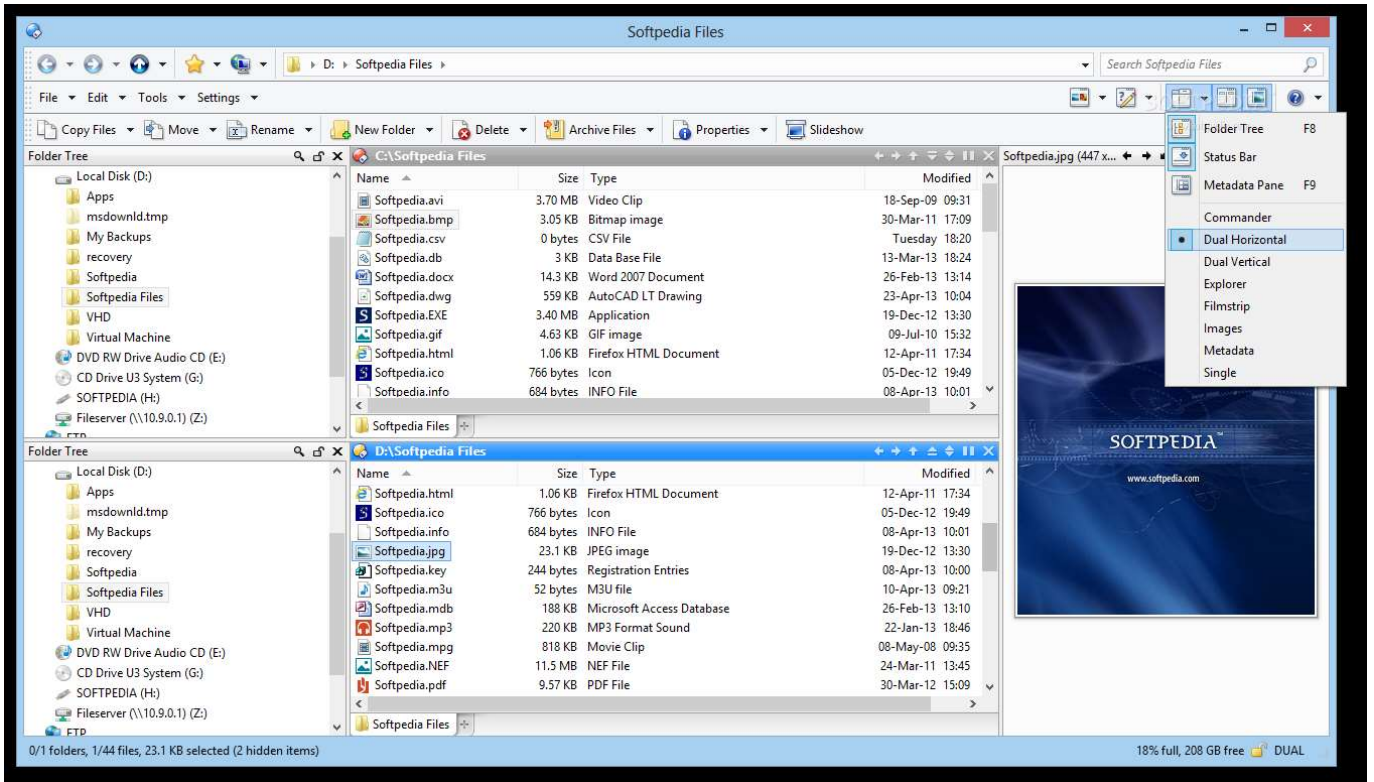 Softpedia Files
D: Softpedia Files
Search Softpedia Files
File Edit Tools Settings
Copy Files Move Rename New Folder Delete Archive Files Properties Slideshow
Folder Tree
Local Disk (D:)
Apps
msdownld.tmp
My Backups
recovery
Softpedia
Softpedia Files
VHD
Virtual Machine
DVD RW Drive Audio CD (E:)
CD Drive U3 System (G:)
SOFTPEDIA (H:)
Fileserver (\\10.9.0.1) (Z:)
FTP
C:\Softpedia Files
Name Size Type Modified
Softpedia.avi 3.70 MB Video Clip 18-Sep-09 09:31
Softpedia.bmp 3.05 KB Bitmap image 30-Mar-11 17:09
Softpedia.csv 0 bytes CSV File Tuesday 18:20
Softpedia.db 3 KB Data Base File 13-Mar-13 18:24
Softpedia.docx 14.3 KB Word 2007 Document 26-Feb-13 13:14
Softpedia.dwg 559 KB AutoCAD LT Drawing 23-Apr-13 10:04
Softpedia.EXE 3.40 MB Application 19-Dec-12 13:30
Softpedia.gif 4.63 KB GIF image 09-Jul-10 15:32
Softpedia.html 1.06 KB Firefox HTML Document 12-Apr-11 17:34
Softpedia.ico 766 bytes Icon 05-Dec-12 19:49
Softpedia.info 684 bytes INFO File 08-Apr-13 10:01
Softpedia Files
Softpedia.jpg (447 x...
Folder Tree F8
Status Bar
Metadata Pane F9
Commander
Dual Horizontal
Dual Vertical
Explorer
Filmstrip
Images
Metadata
Single
SOFTPEDIA™
www.softpedia.com
Folder Tree
Local Disk (D:)
Apps
msdownld.tmp
My Backups
recovery
Softpedia
Softpedia Files
VHD
Virtual Machine
DVD RW Drive Audio CD (E:)
CD Drive U3 System (G:)
SOFTPEDIA (H:)
Fileserver (\\10.9.0.1) (Z:)
FTP
D:\Softpedia Files
Name Size Type Modified
Softpedia.html 1.06 KB Firefox HTML Document 12-Apr-11 17:34
Softpedia.ico 766 bytes Icon 05-Dec-12 19:49
Softpedia.info 684 bytes INFO File 08-Apr-13 10:01
Softpedia.jpg 23.1 KB JPEG image 19-Dec-12 13:30
Softpedia.key 244 bytes Registration Entries 08-Apr-13 10:00
Softpedia.m3u 52 bytes M3U file 10-Apr-13 09:21
Softpedia.mdb 188 KB Microsoft Access Database 26-Feb-13 13:10
Softpedia.mp3 220 KB MP3 Format Sound 22-Jan-13 18:46
Softpedia.mpg 818 KB Movie Clip 08-May-08 09:35
Softpedia.NEF 11.5 MB NEF File 24-Mar-11 13:45
Softpedia.pdf 9.57 KB PDF File 30-Mar-12 15:09
Softpedia Files
0/1 folders, 1/44 files, 23.1 KB selected (2 hidden items)
18% full, 208 GB free DUAL